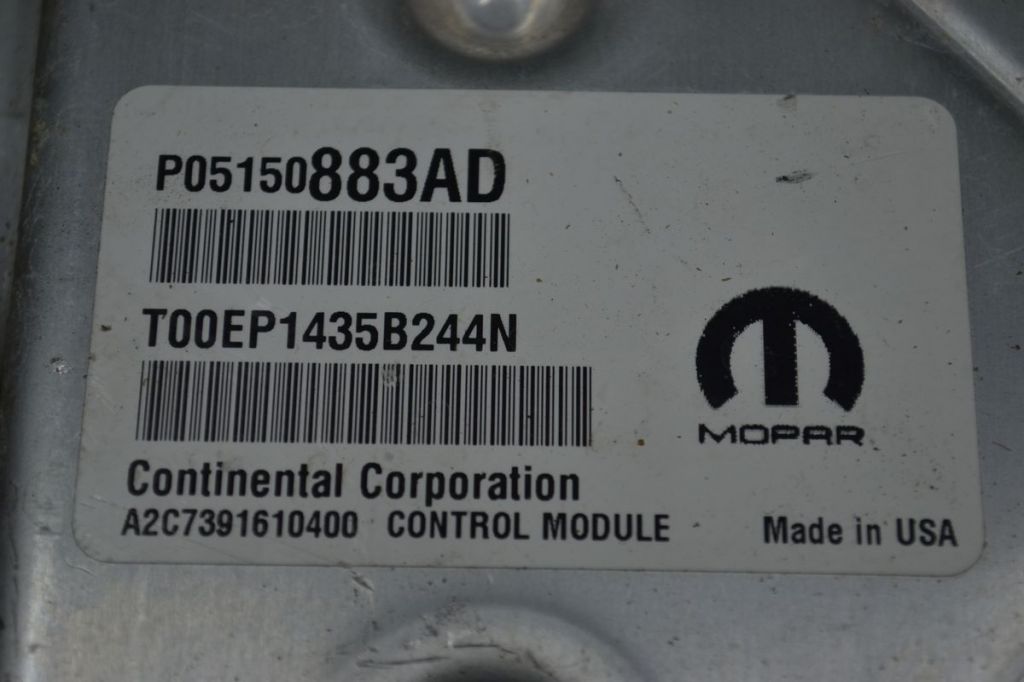 P05150883AD
T00EP1435B244N
MOPAR
Continental Corporation
A2C7391610400 CONTROL MODULE Made in USA